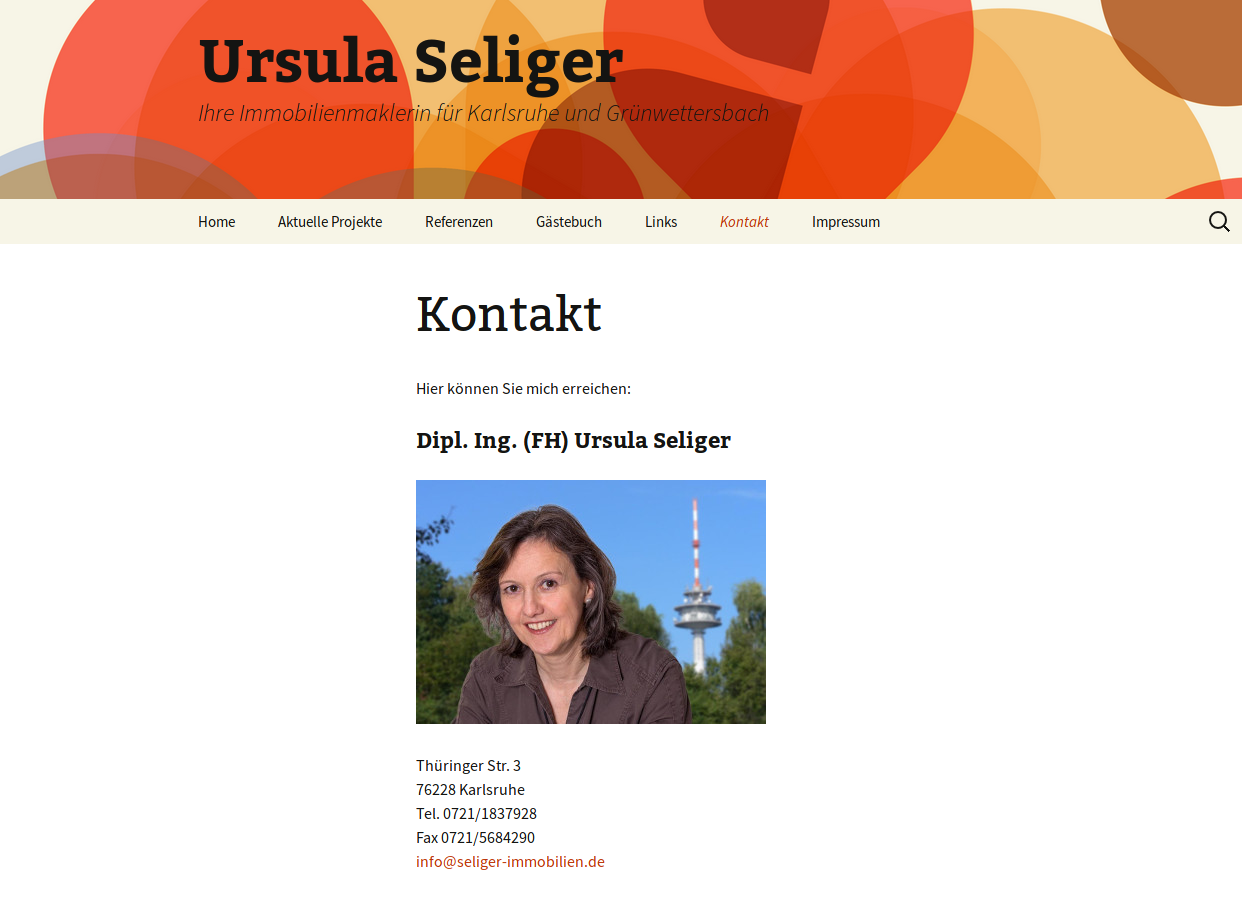 Ursula Seliger
Ihre Immobilienmaklerin für Karlsruhe und Grünwettersbach
Home Aktuelle Projekte Referenzen Gästebuch Links Kontakt Impressum
Kontakt
Hier können Sie mich erreichen:
Dipl. Ing. (FH) Ursula Seliger
Thüringer Str. 3
76228 Karlsruhe
Tel. 0721/1837928
Fax 0721/5684290
info@seliger-immobilien.de